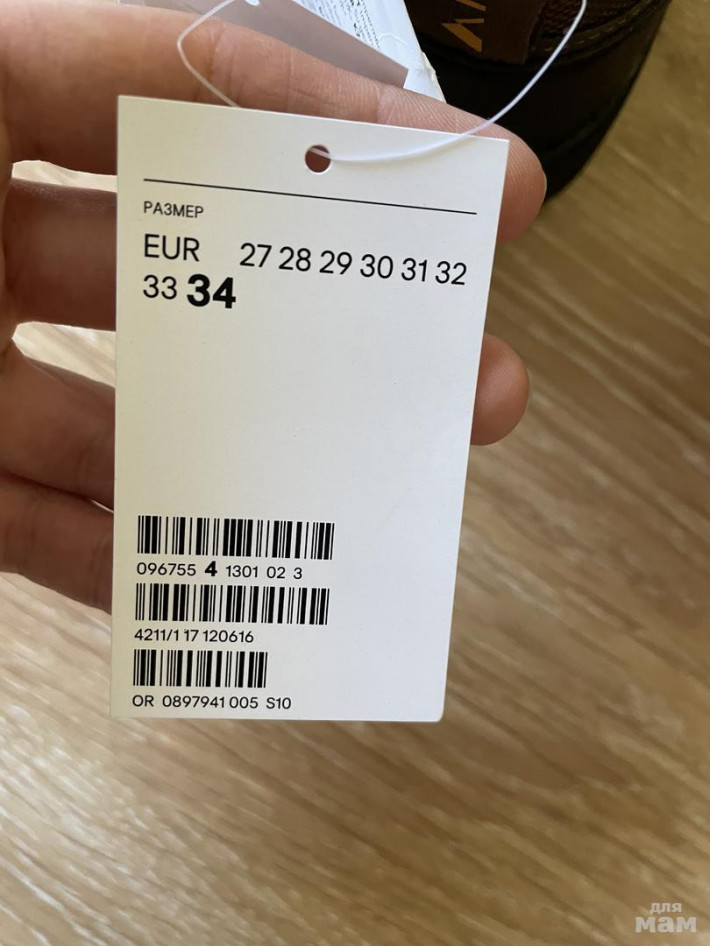 РАЗМЕР
EUR 27 28 29 30 31 32
33 34
096755 4 1301 02 3
4211/1 17 120616
OR 0897941 005 S10
для
мам